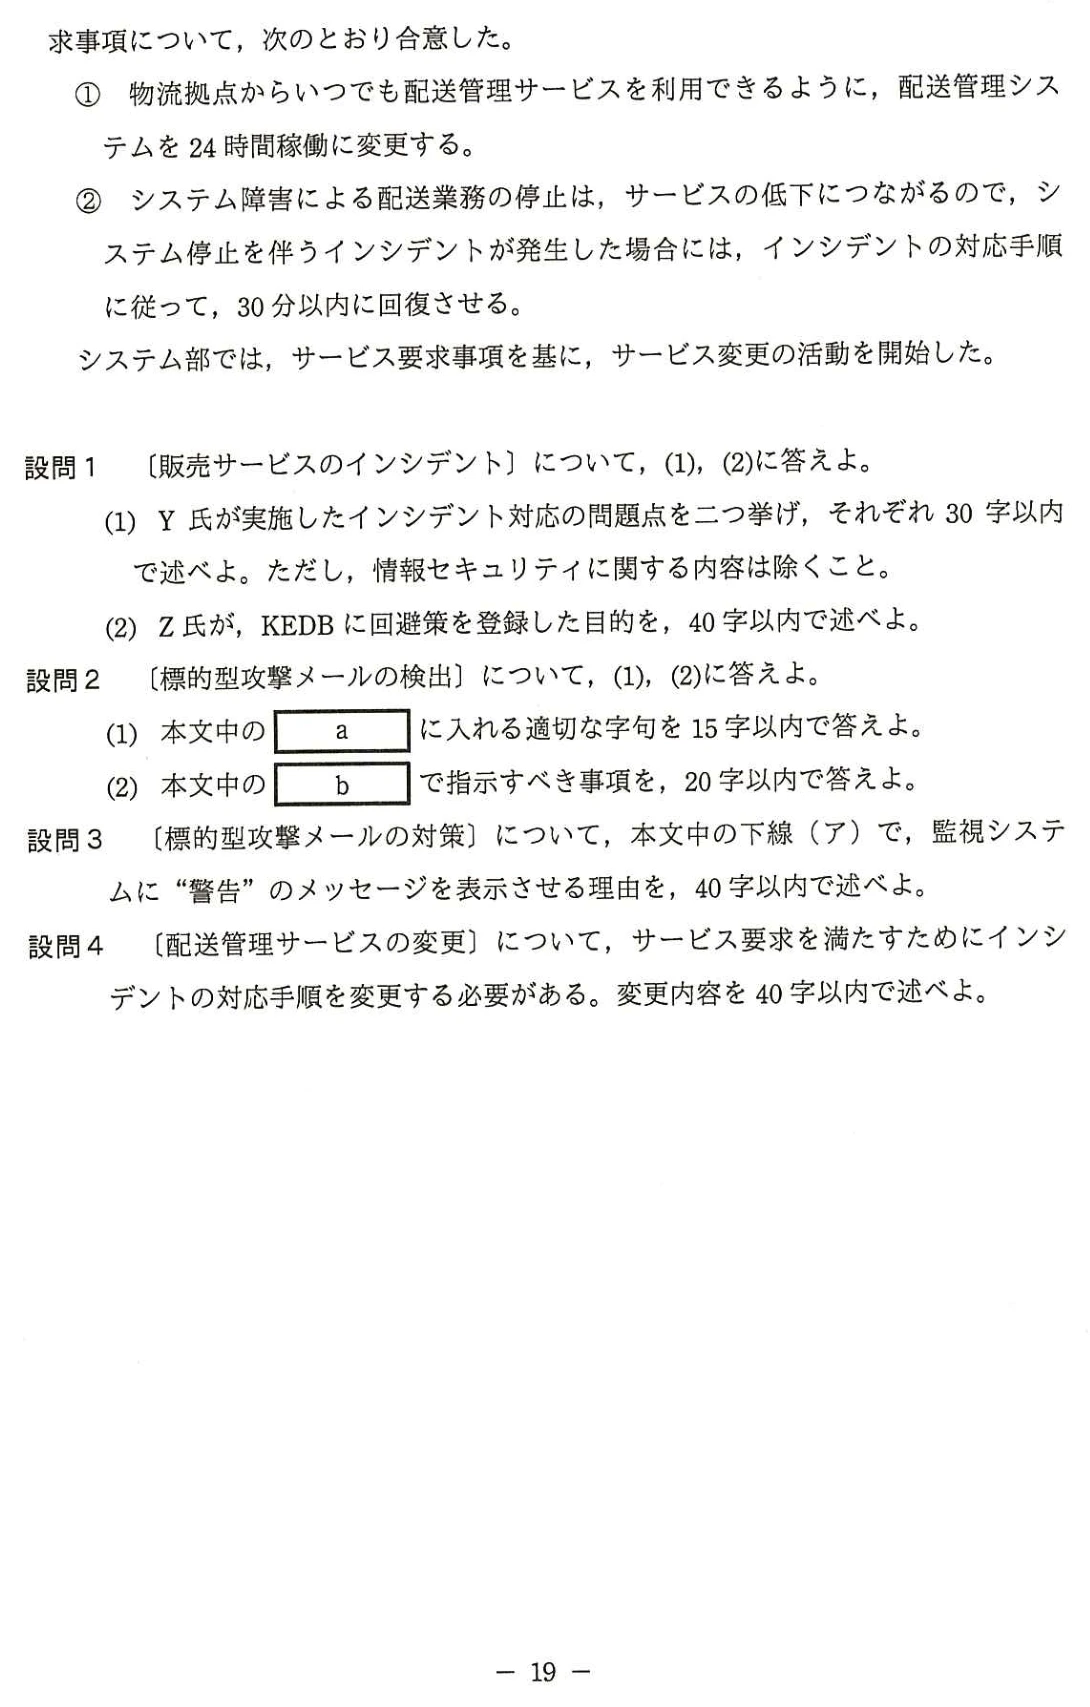 求事項について，次のとおり合意した。
① 物流拠点からいつでも配送管理サービスを利用できるように，配送管理シス
テムを 24 時間稼働に変更する。
② システム障害による配送業務の停止は，サービスの低下につながるので，シ
ステム停止を伴うインシデントが発生した場合には，インシデントの対応手順
に従って，30 分以内に回復させる。
システム部では，サービス要求事項を基に，サービス変更の活動を開始した。
設問1 〔販売サービスのインシデント〕について，(1)，(2)に答えよ。
(1) Y 氏が実施したインシデント対応の問題点を二つ挙げ，それぞれ 30 字以内
で述べよ。ただし，情報セキュリティに関する内容は除くこと。
(2) Z 氏が，KEDB に回避策を登録した目的を，40 字以内で述べよ。
設問2 〔標的型攻撃メールの検出〕について，(1)，(2)に答えよ。
(1) 本文中の a に入れる適切な字句を 15 字以内で答えよ。
(2) 本文中の b で指示すべき事項を，20 字以内で答えよ。
設問3 〔標的型攻撃メールの対策〕について，本文中の下線（ア）で，監視システ
ムに“警告”のメッセージを表示させる理由を，40 字以内で述べよ。
設問4 〔配送管理サービスの変更〕について，サービス要求を満たすためにインシ
デントの対応手順を変更する必要がある。変更内容を 40 字以内で述べよ。
－ 19 －